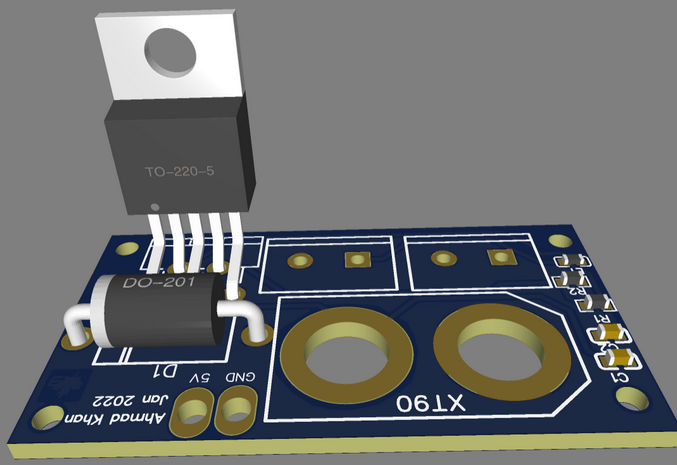 TO-220-5
DO-201
D1
5V
GND
Ahmad Khan
Jan 2022
XT90
R2
R1
C1